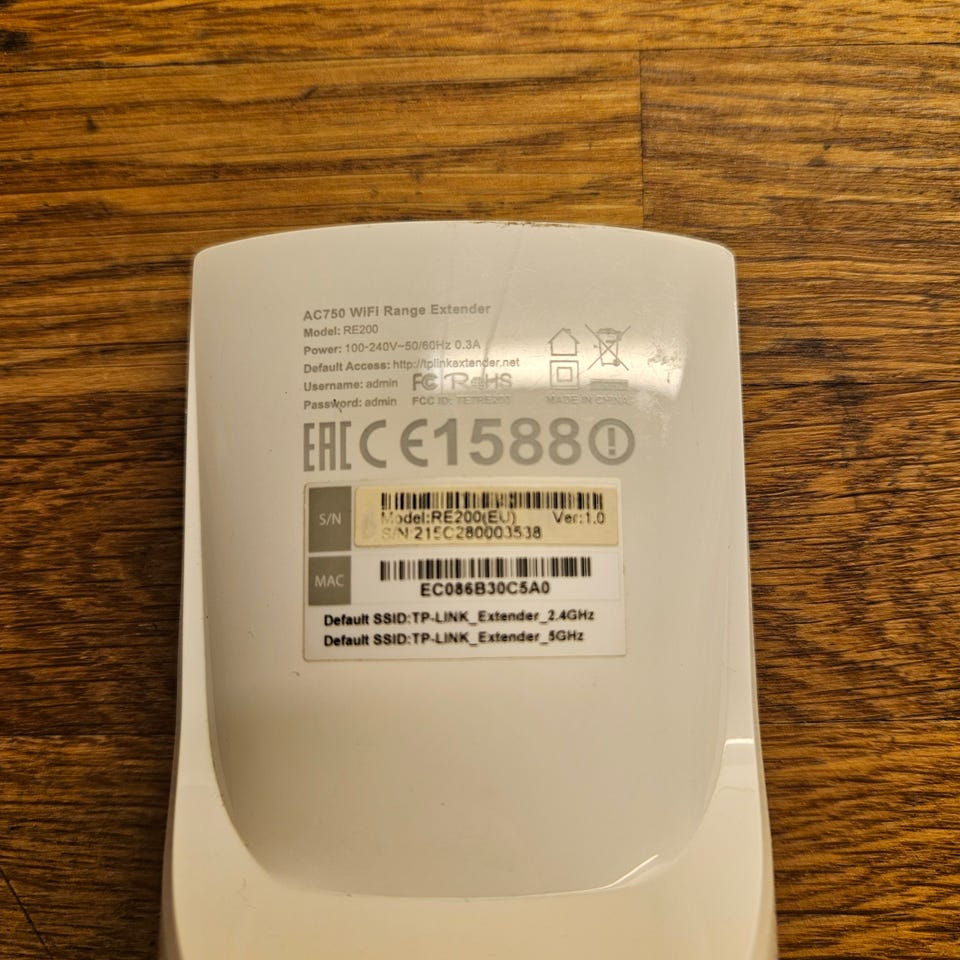 AC750 WiFi Range Extender
Model: RE200
Power: 100-240V~50/60Hz 0.3A
Default Access: http://tplinkextender.net
Username: admin FC RoHS
Password: admin FCC ID: TE7RE200 MADE IN CHINA
EAC CE1588
S/N
Model:RE200(EU) Ver:1.0
S/N:215C280003538
MAC
EC086B30C5A0
Default SSID:TP-LINK_Extender_2.4GHz
Default SSID:TP-LINK_Extender_5GHz